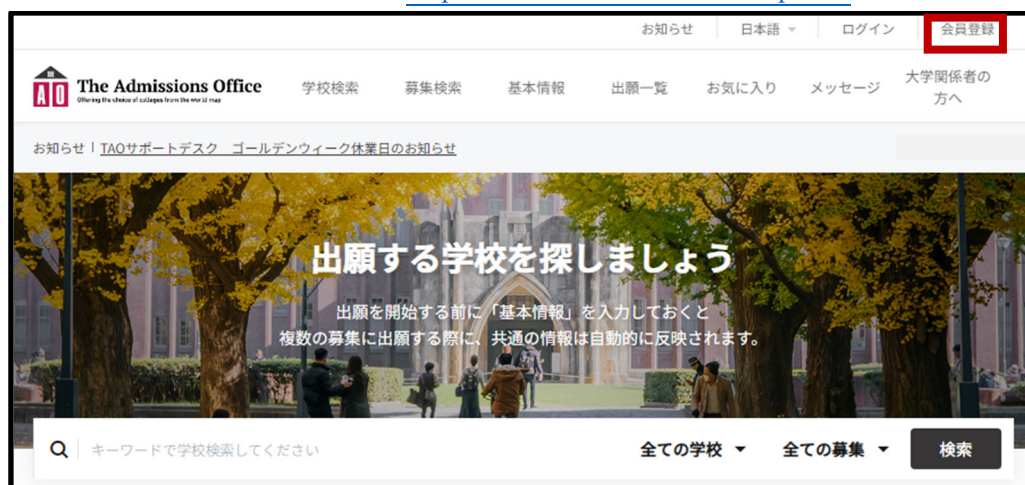 お知らせ 日本語 ログイン 会員登録
The Admissions Office
Offering the choice of colleges from the world map
学校検索 募集検索 基本情報 出願一覧 お気に入り メッセージ 大学関係者の
方へ
お知らせ | TAOサポートデスク ゴールデンウィーク休業日のお知らせ
出願する学校を探しましょう
出願を開始する前に「基本情報」を入力しておくと
複数の募集に出願する際に、共通の情報は自動的に反映されます。
キーワードで学校検索してください 全ての学校 全ての募集 検索